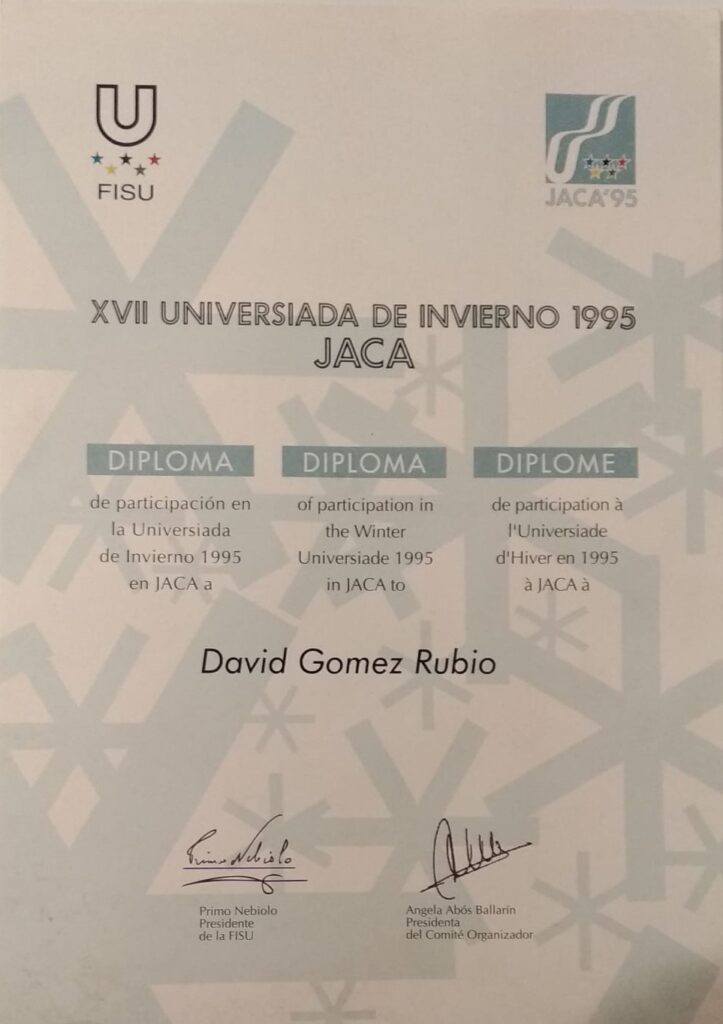 U
FISU
JACA'95
XVII UNIVERSIADA DE INVIERNO 1995
JACA
DIPLOMA
de participación en
la Universiada
de Invierno 1995
en JACA a
DIPLOMA
of participation in
the Winter
Universiade 1995
in JACA to
DIPLOME
de participation à
l'Universiade
d'Hiver en 1995
à JACA à
David Gomez Rubio
Primo Nebiolo
Primo Nebiolo
Presidente
de la FISU
Angela Abós Ballarín
Presidenta
del Comité Organizador